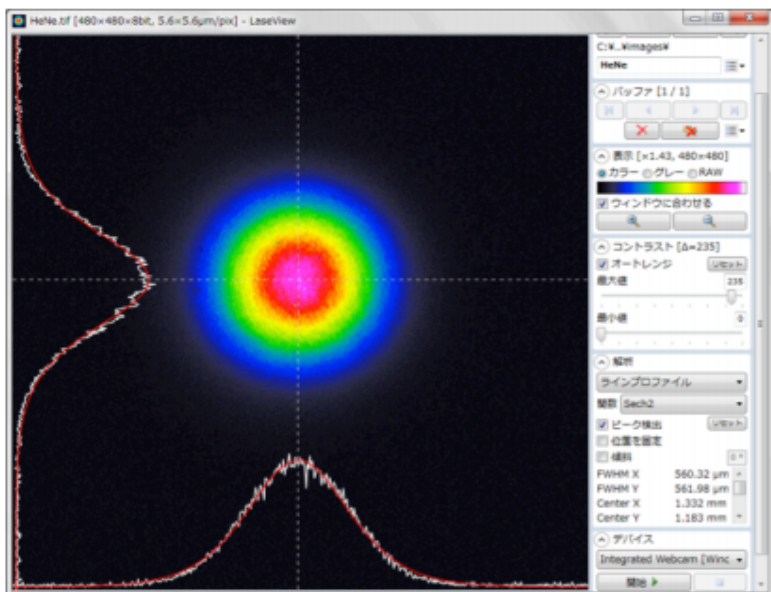 HeNe.tif [480×480×8bit, 5.6×5.6μm/pix] - LaseView
C:¥...¥images¥
HeNe
バッファ [1 / 1]
表示 [×1.43, 480×480]
カラー グレー RAW
ウィンドウに合わせる
コントラスト [Δ=235]
オートレンジ リセット
最大値 235
最小値 0
解析
ラインプロファイル
関数 Sech2
ピーク検出 リセット
位置を固定
傾斜 0 °
FWHM X 560.32 μm
FWHM Y 561.98 μm
Center X 1.332 mm
Center Y 1.183 mm
デバイス
Integrated Webcam [Winc
開始